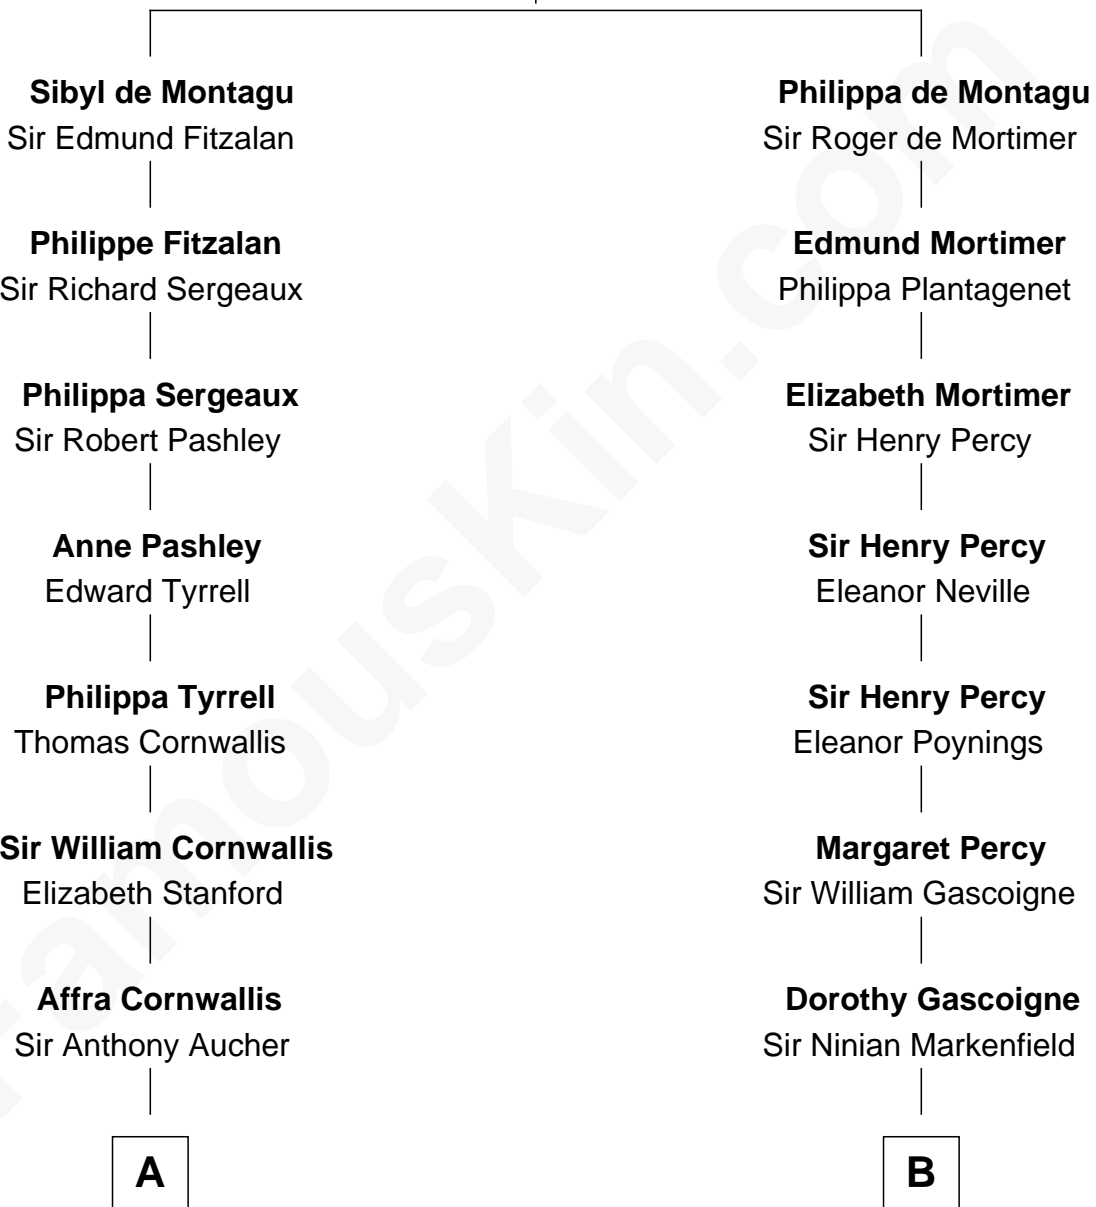 Sibyl de Montagu
Sir Edmund Fitzalan
Philippe Fitzalan
Sir Richard Sergeaux
Philippa Sergeaux
Sir Robert Pashley
Anne Pashley
Edward Tyrrell
Philippa Tyrrell
Thomas Cornwallis
Sir William Cornwallis
Elizabeth Stanford
Affra Cornwallis
Sir Anthony Aucher
A
Philippa de Montagu
Sir Roger de Mortimer
Edmund Mortimer
Philippa Plantagenet
Elizabeth Mortimer
Sir Henry Percy
Sir Henry Percy
Eleanor Neville
Sir Henry Percy
Eleanor Poynings
Margaret Percy
Sir William Gascoigne
Dorothy Gascoigne
Sir Ninian Markenfield
B
FamousKin.com